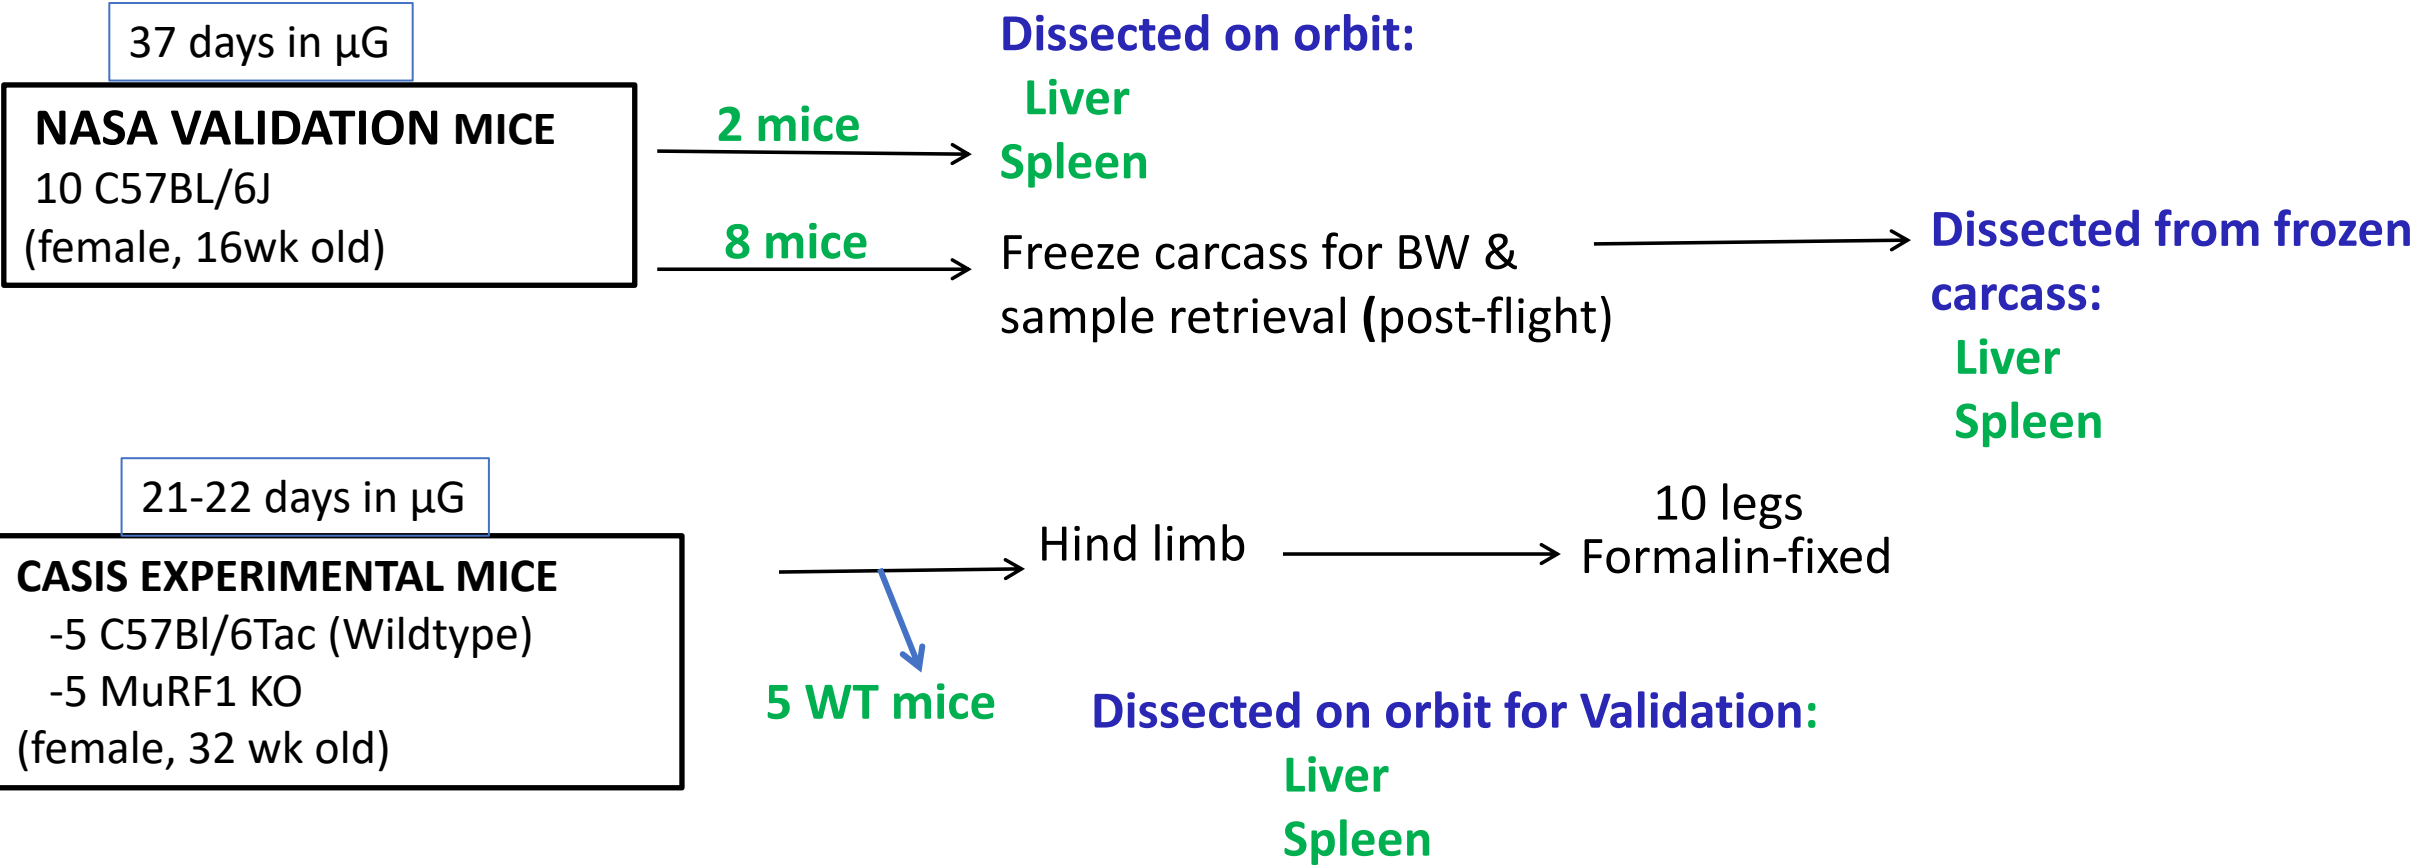 37 days in µG
NASA VALIDATION MICE
10 C57BL/6J
(female, 16wk old)
2 mice
8 mice
Dissected on orbit:
Liver
Spleen
Freeze carcass for BW &
sample retrieval (post-flight)
Dissected from frozen
carcass:
Liver
Spleen
21-22 days in µG
CASIS EXPERIMENTAL MICE
-5 C57Bl/6Tac (Wildtype)
-5 MuRF1 KO
(female, 32 wk old)
Hind limb
10 legs
Formalin-fixed
5 WT mice
Dissected on orbit for Validation:
Liver
Spleen